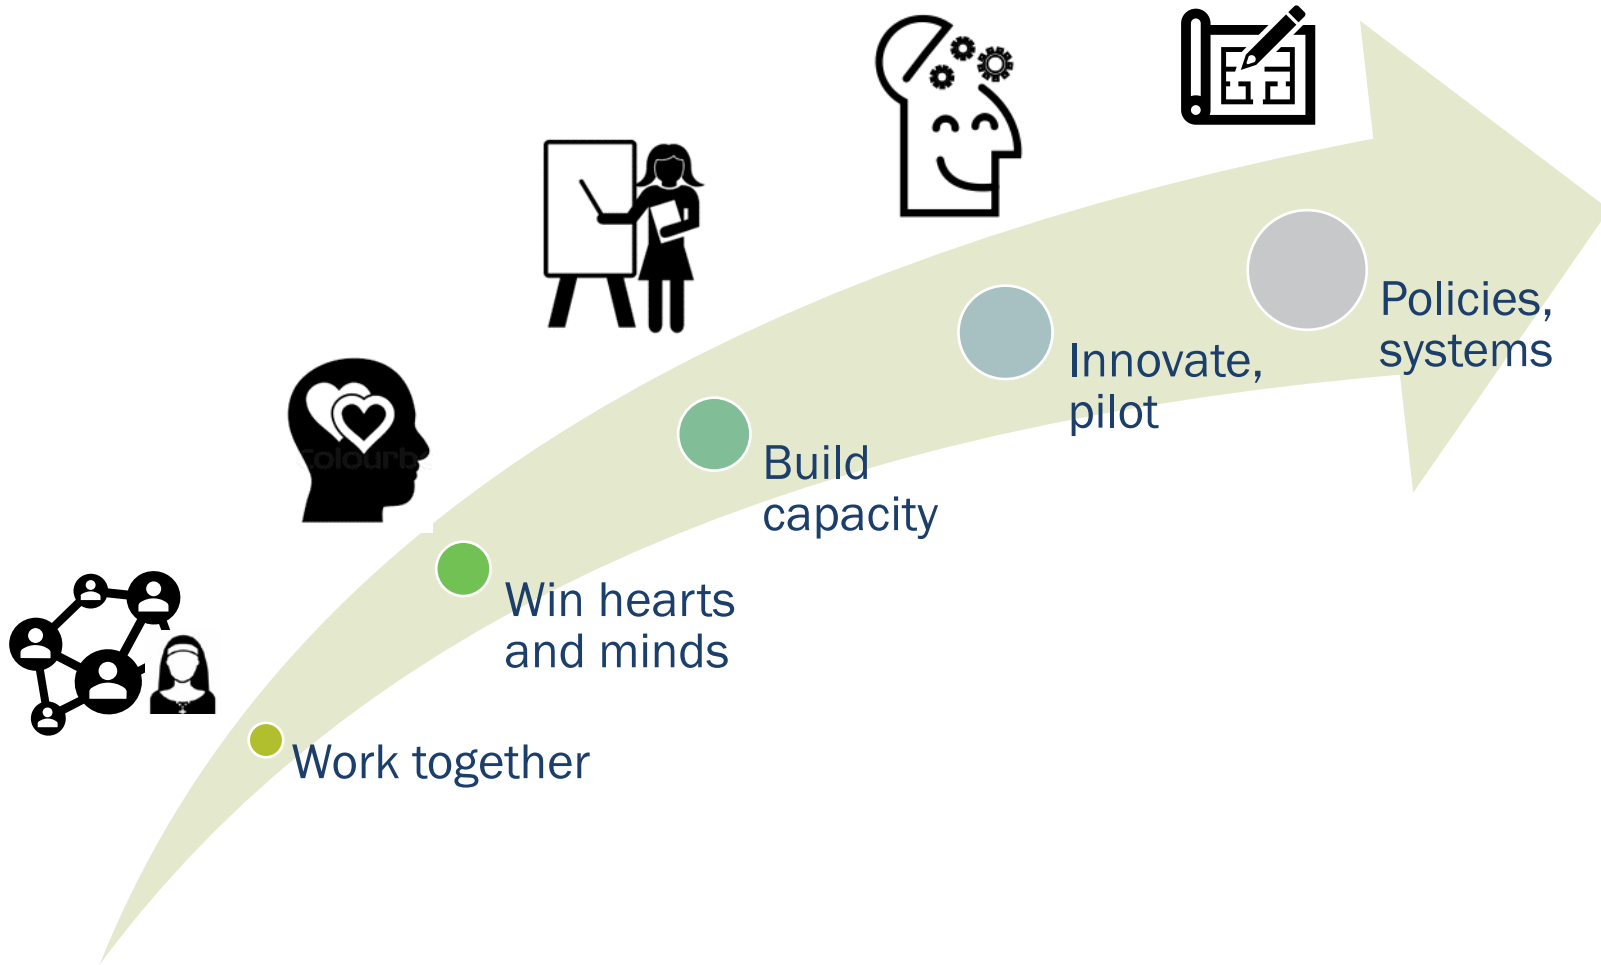 Policies,
systems
Innovate,
pilot
Build
capacity
Win hearts
and minds
Work together